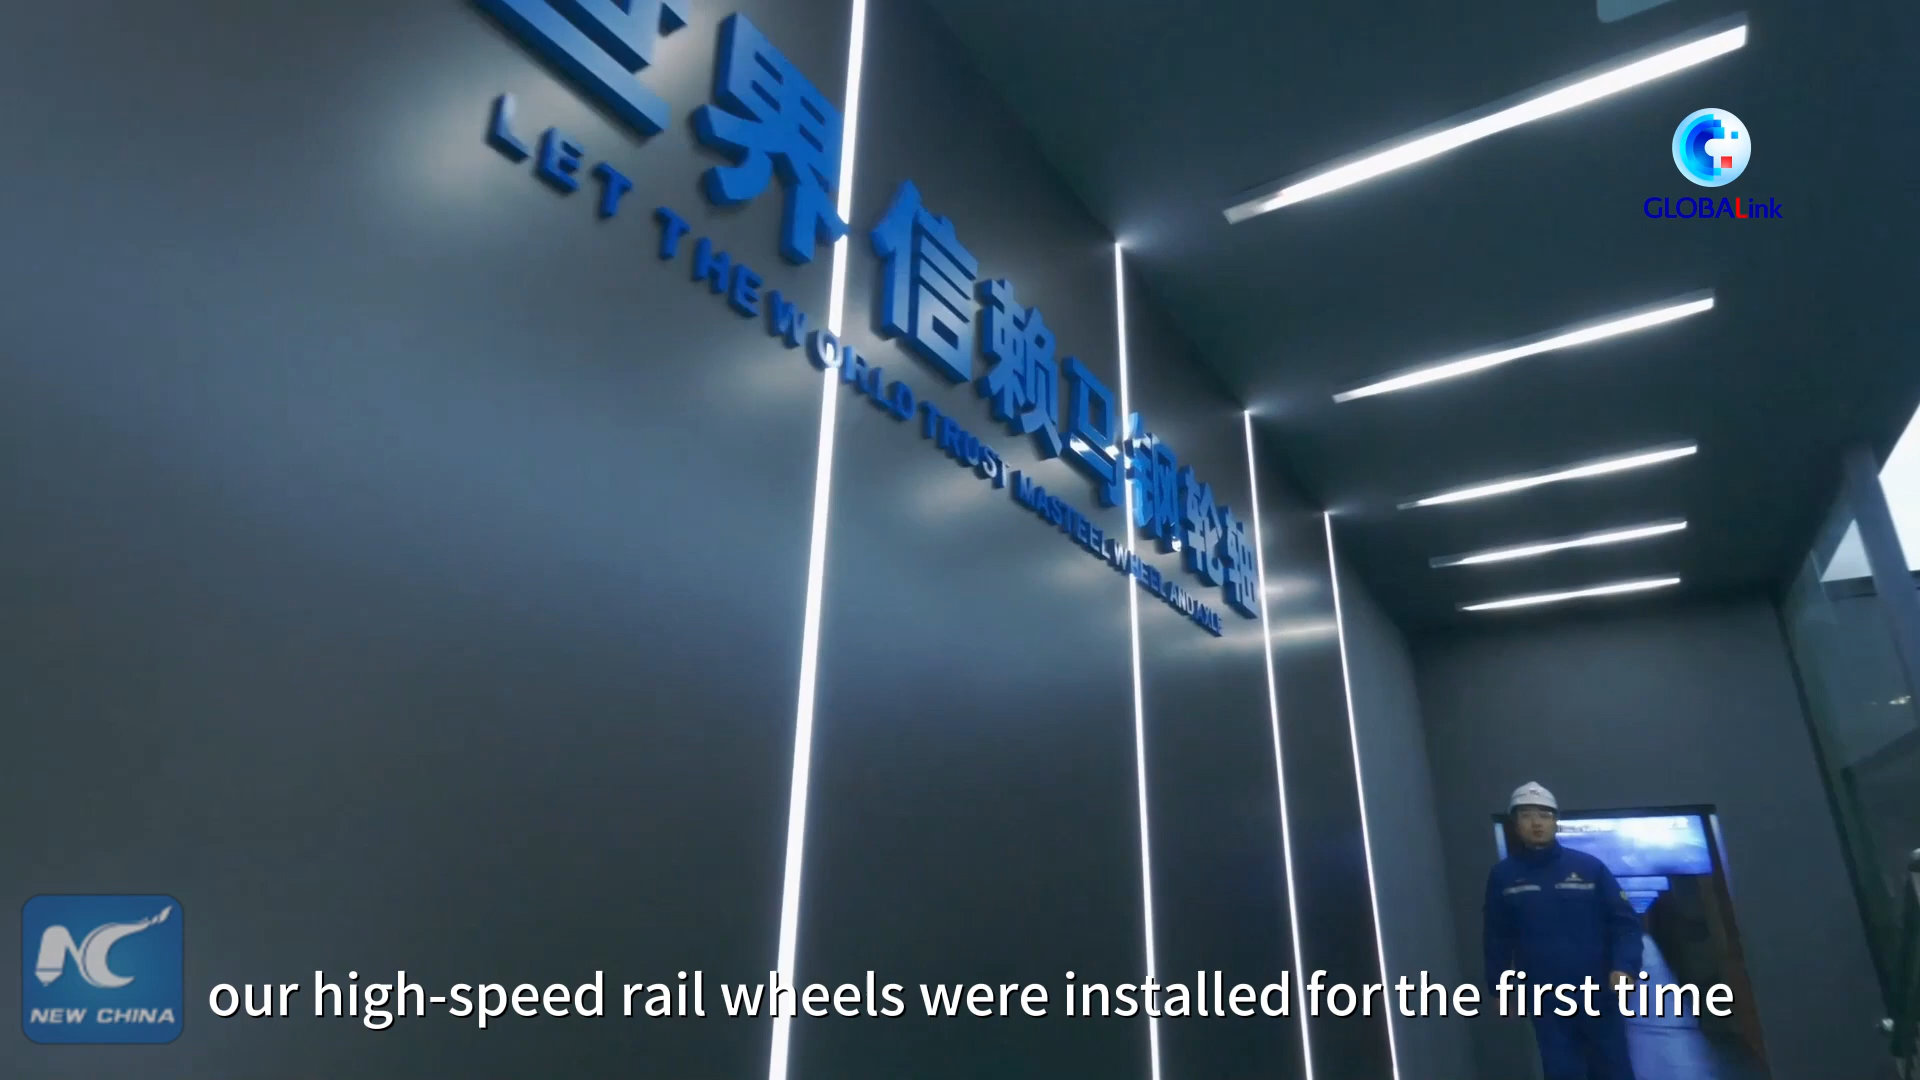 世界 信赖马钢轮轴
LET THE WORLD TRUST MASTEEL WHEEL AND AXLE
GLOBALink
NC
NEW CHINA
our high-speed rail wheels were installed for the first time